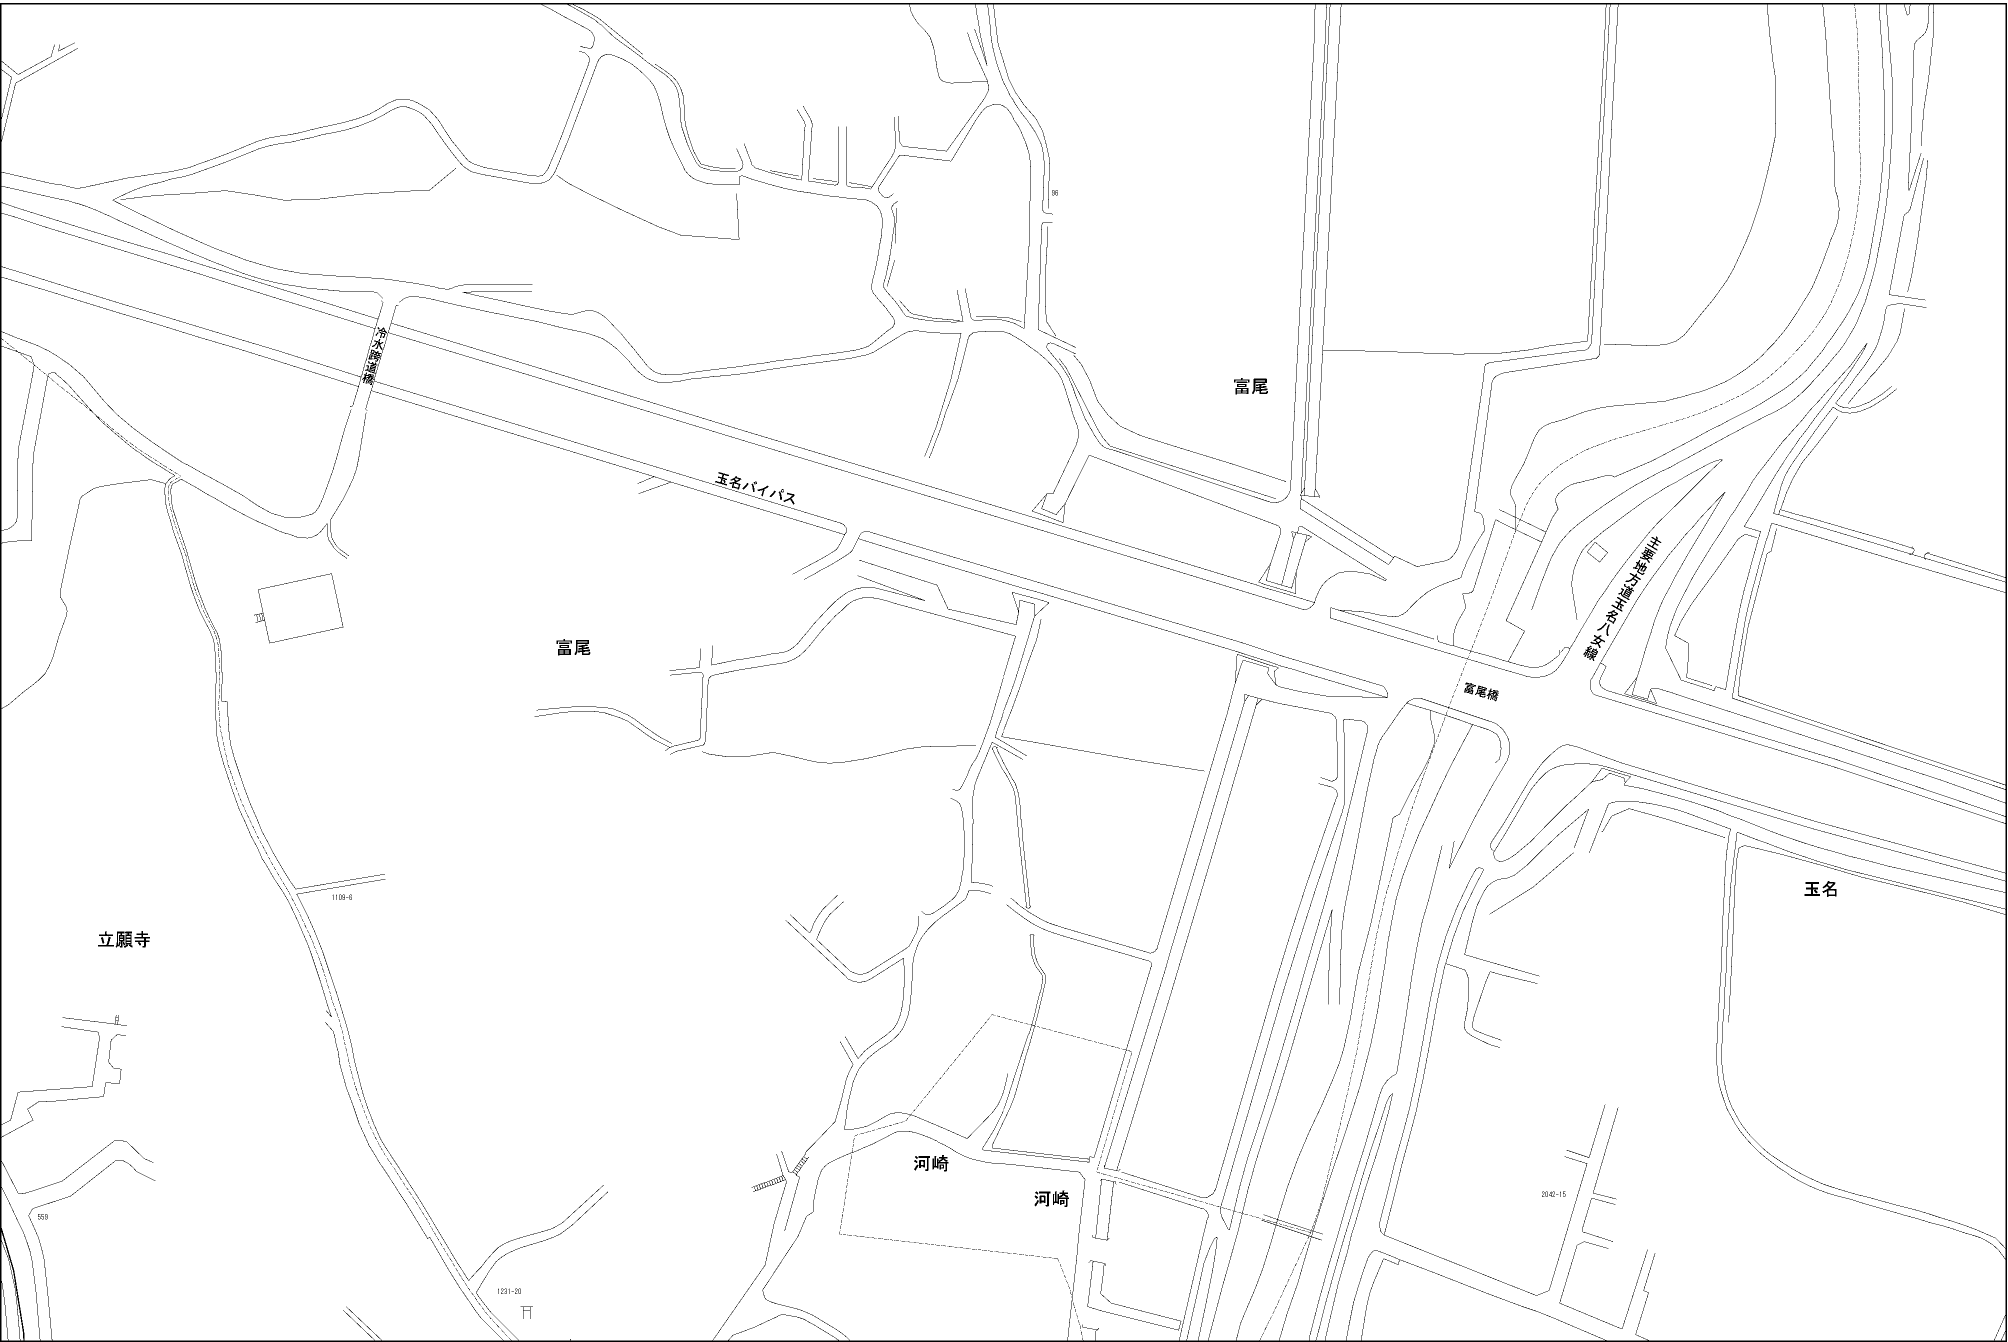 96
冷水跨道橋
富尾
玉名バイパス
主要地方道玉名八女線
富尾
富尾橋
玉名
1109-6
立願寺
河崎
河崎
2042-15
559
1231-20